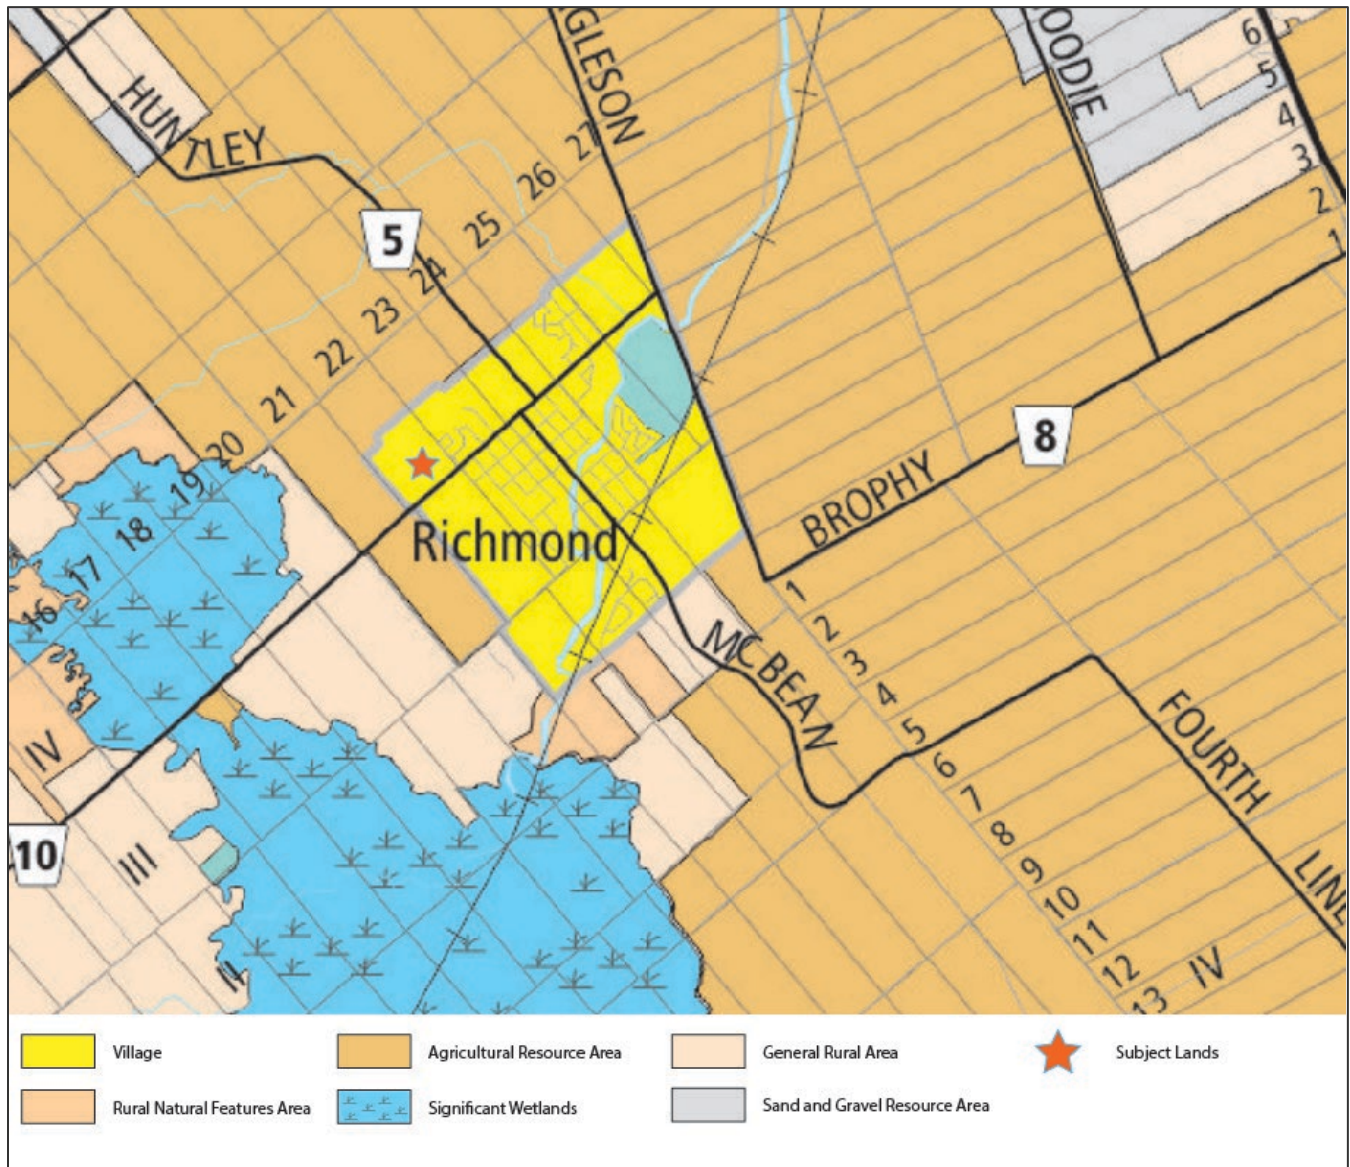 GLESON
OODIE
6
5
4
3
2
1
HUNTLEY
27
26
25
24
23
22
21
20
19
18
17
16
5
8
BROPHY
Richmond
MCBEAN
1
2
3
4
5
6
7
8
9
10
11
12
13
IV
FOURTH
LINE
IV
III
II
10
Village
Agricultural Resource Area
General Rural Area
Subject Lands
Rural Natural Features Area
Significant Wetlands
Sand and Gravel Resource Area